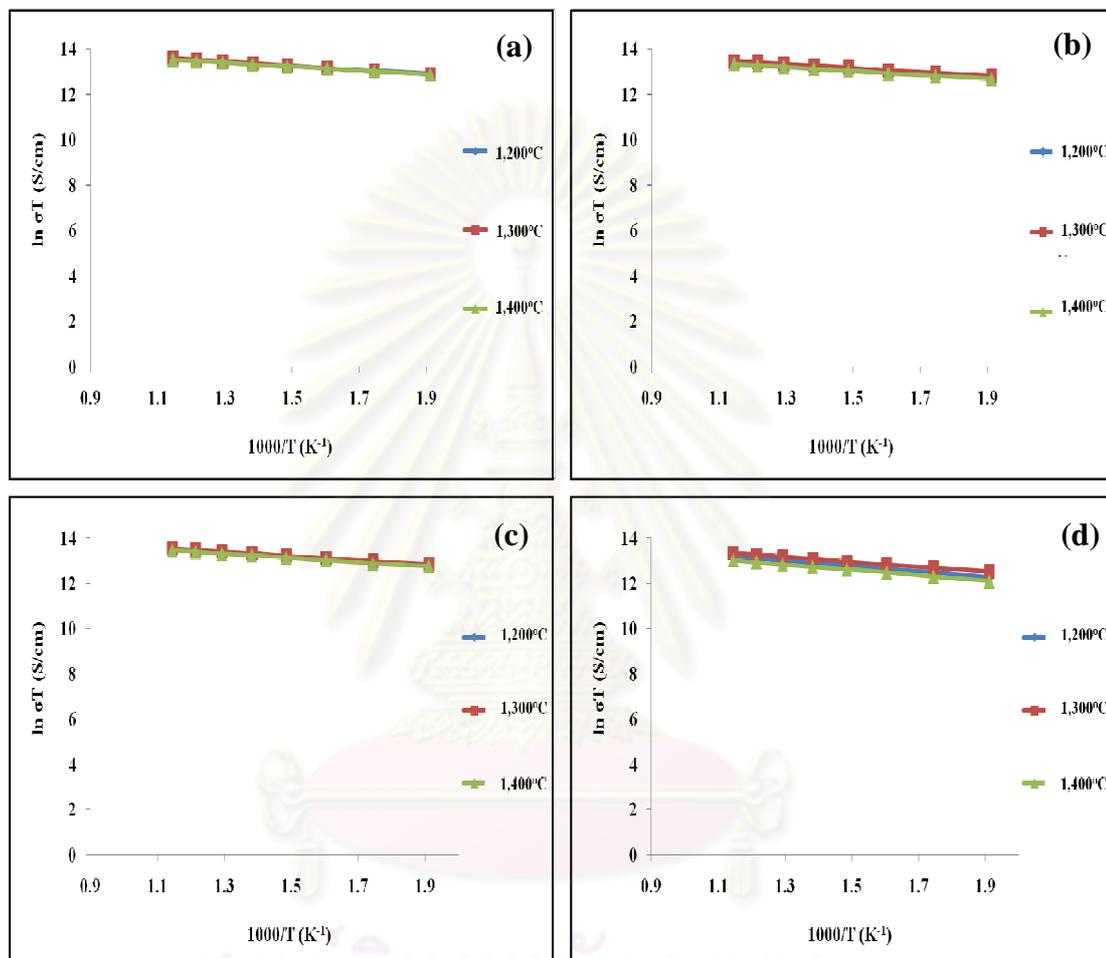 (a)
14
12
10
8
6
4
2
0
ln σT (S/cm)
0.9 1.1 1.3 1.5 1.7 1.9
1000/T (K⁻¹)
1,200°C
1,300°C
1,400°C
(b)
14
12
10
8
6
4
2
0
ln σT (S/cm)
0.9 1.1 1.3 1.5 1.7 1.9
1000/T (K⁻¹)
1,200°C
1,300°C
..
1,400°C
(c)
14
12
10
8
6
4
2
0
ln σT (S/cm)
0.9 1.1 1.3 1.5 1.7 1.9
1000/T (K⁻¹)
1,200°C
1,300°C
1,400°C
(d)
14
12
10
8
6
4
2
0
ln σT (S/cm)
0.9 1.1 1.3 1.5 1.7 1.9
1000/T (K⁻¹)
1,200°C
1,300°C
1,400°C